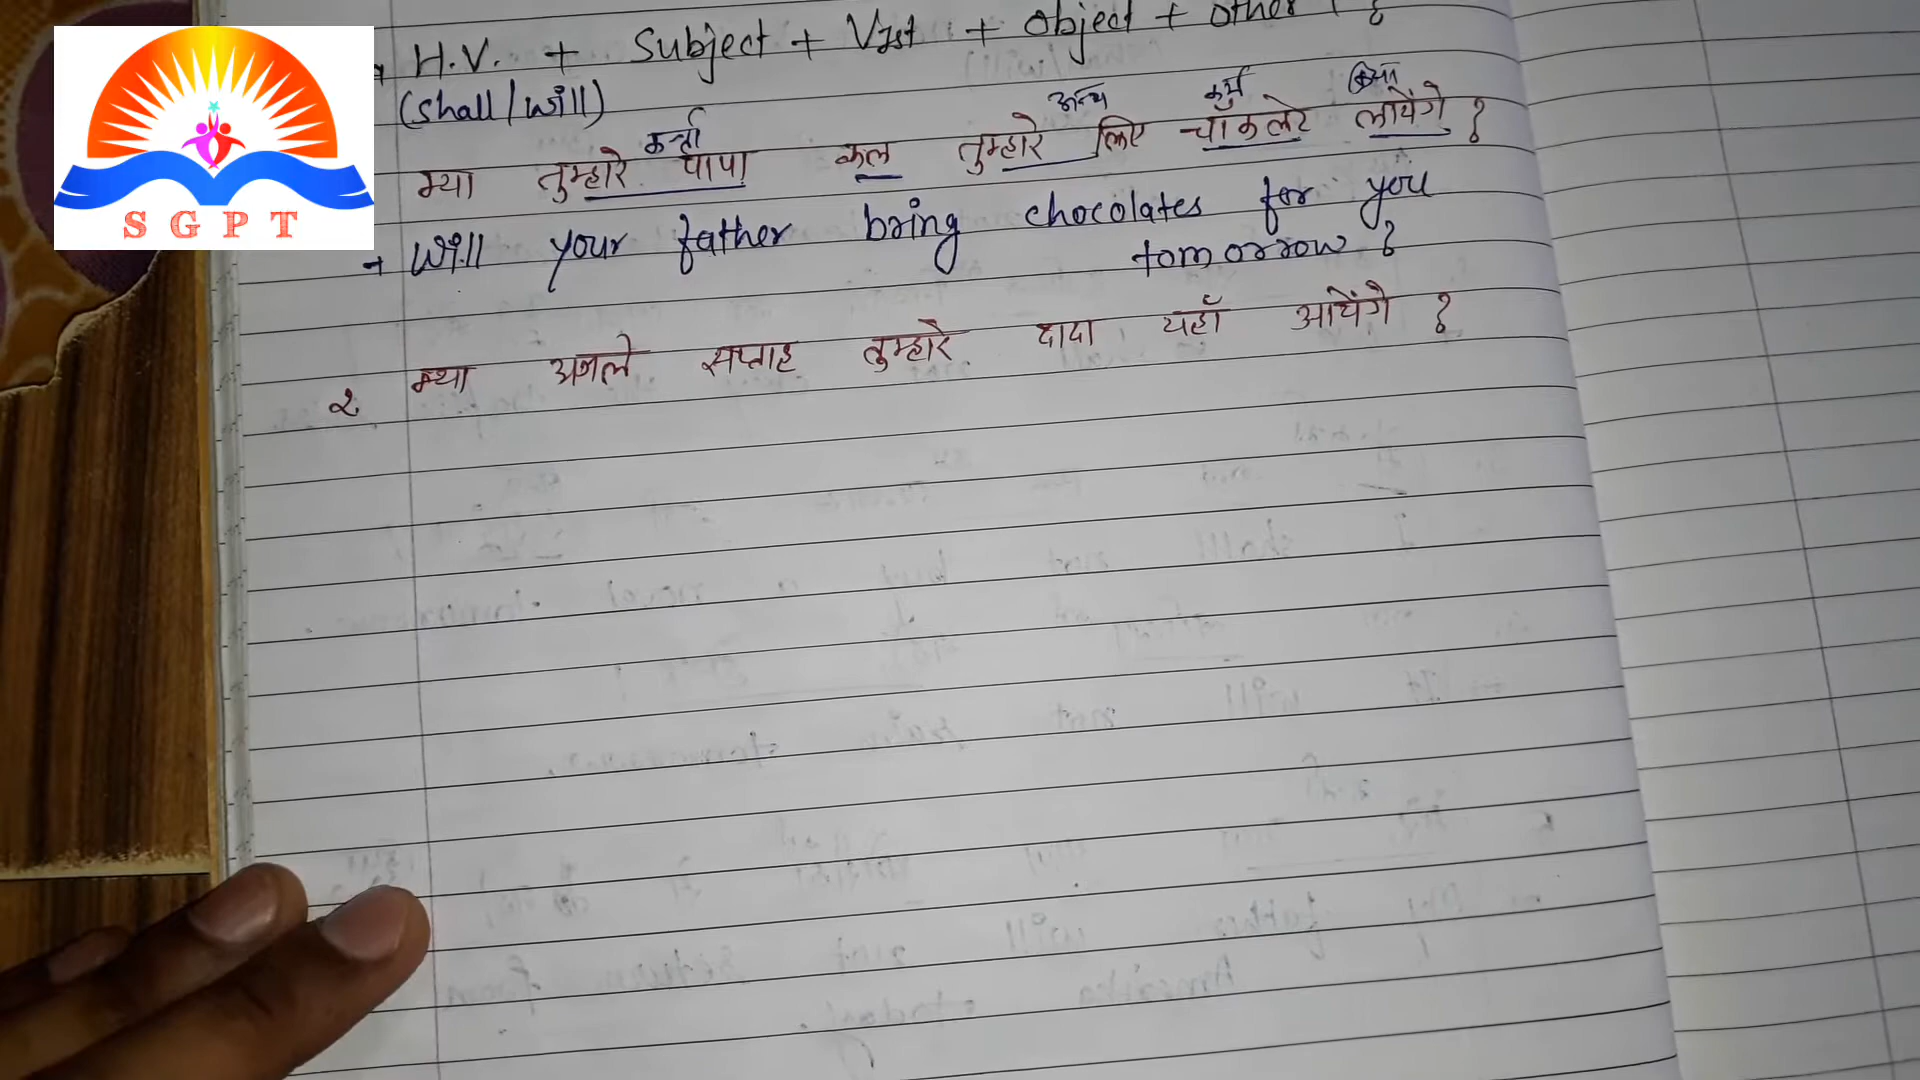 → H.V. + Subject + V1st + Object + Other + ?
(Shall/will)
कर्त्ता अन्य कर्म क्रिया
क्या तुम्हारे पापा कल तुम्हारे लिए चाकलेट लायेंगे ?
→ Will your father bring chocolates for you
tomorrow ?
२. क्या अगले सप्ताह तुम्हारे दादा यहाँ आयेंगे ?
SGPT